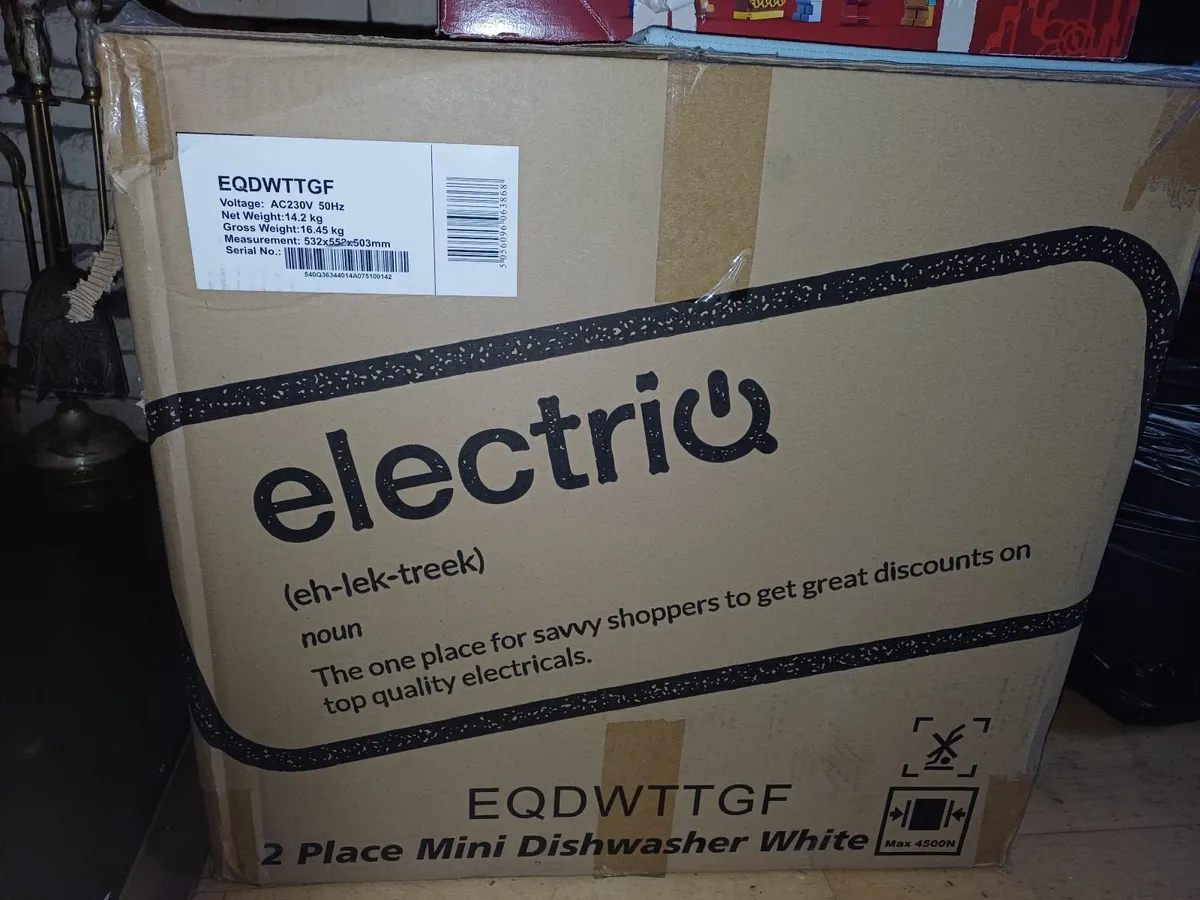 EQDWTTGF
Voltage: AC230V 50Hz
Net Weight:14.2 kg
Gross Weight:16.45 kg
Measurement: 532x552x503mm
Serial No.:
540Q36344014A075100142
5056096063868
electriQ
(eh-lek-treek)
noun
The one place for savvy shoppers to get great discounts on
top quality electricals.
EQDWTTGF
2 Place Mini Dishwasher White
Max 4500N